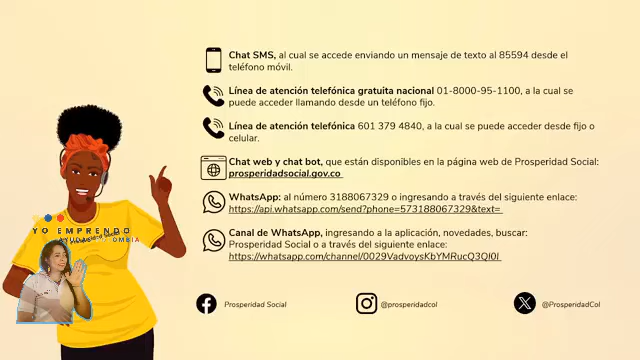 Chat SMS, al cual se accede enviando un mensaje de texto al 85594 desde el
teléfono móvil.
Línea de atención telefónica gratuita nacional 01-8000-95-1100, a la cual se
puede acceder llamando desde un teléfono fijo.
Línea de atención telefónica 601 379 4840, a la cual se puede acceder desde fijo o
celular.
Chat web y chat bot, que están disponibles en la página web de Prosperidad Social:
prosperidadsocial.gov.co
WhatsApp: al número 3188067329 o ingresando a través del siguiente enlace:
https://api.whatsapp.com/send?phone=573188067329&text=
Canal de WhatsApp, ingresando a la aplicación, novedades, buscar:
Prosperidad Social o a través del siguiente enlace:
https://whatsapp.com/channel/0029VadvoysKbYMRucQ3QI0I
YO EMPRENDO
OMBIA
Prosperidad Social
@prosperidadcol
@ProsperidadCol